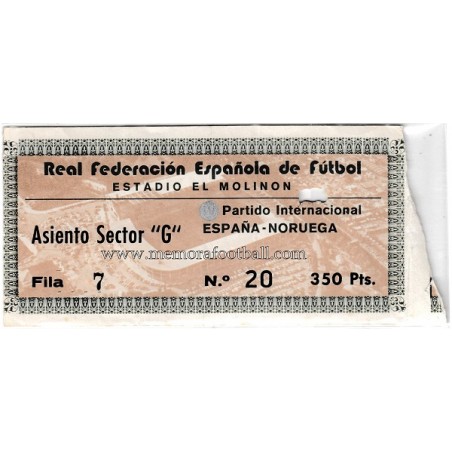 Real Federación Española de Fútbol
ESTADIO EL MOLINON
Partido Internacional
Asiento Sector "G" ESPAÑA-NORUEGA
www.memorafootball.com
Fila 7 N.º 20 350 Pts.